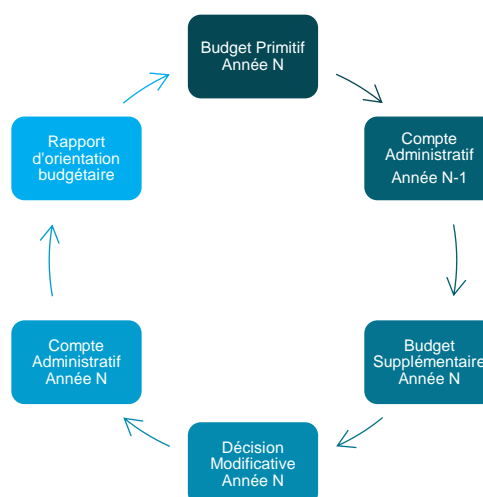 Budget Primitif
Année N
Compte
Administratif
Année N-1
Budget
Supplémentaire
Année N
Décision
Modificative
Année N
Compte
Administratif
Année N
Rapport
d'orientation
budgétaire